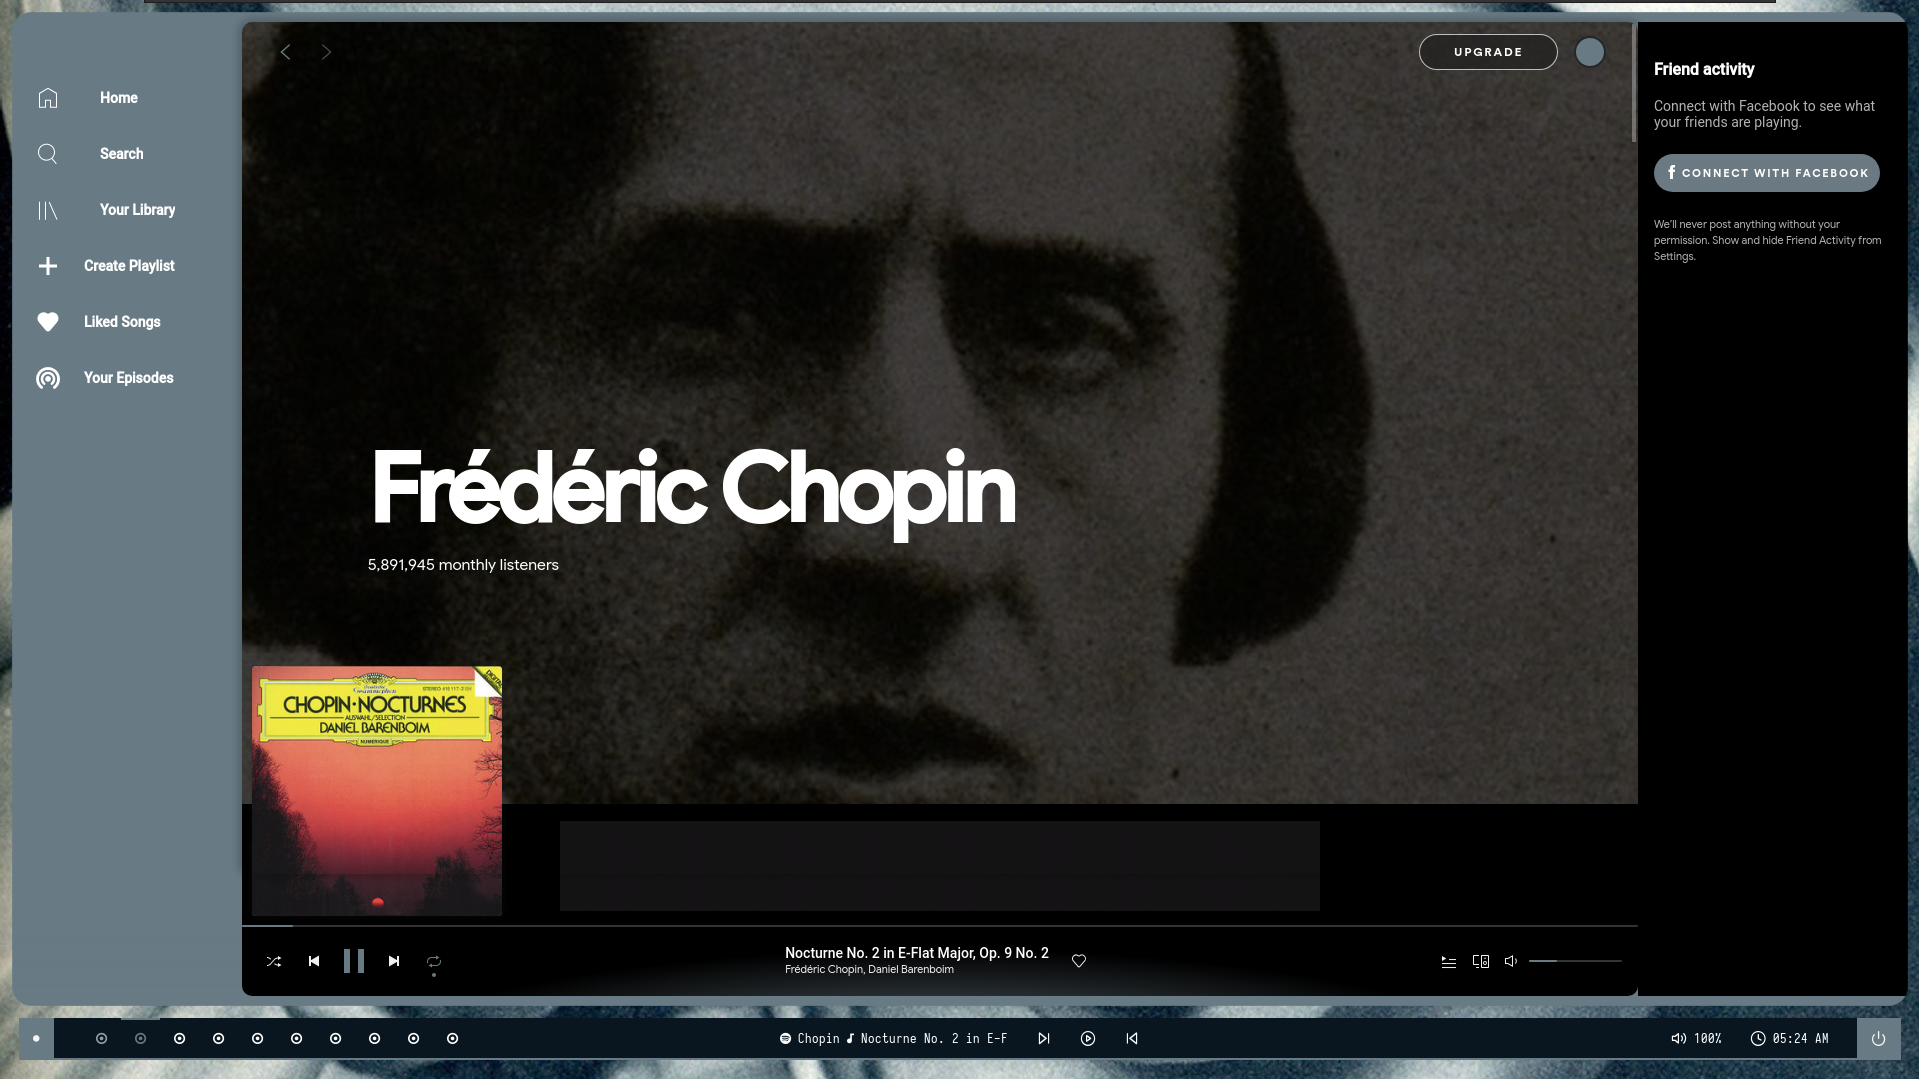 Home
Search
Your Library
Create Playlist
Liked Songs
Your Episodes
UPGRADE
Frédéric Chopin
5,891,945 monthly listeners
CHOPIN·NOCTURNES
AUSWAHL/SELECTION
DANIEL BARENBOIM
NUMERIQUE
Friend activity
Connect with Facebook to see what
your friends are playing.
f CONNECT WITH FACEBOOK
We'll never post anything without your
permission. Show and hide Friend Activity from
Settings.
Nocturne No. 2 in E-Flat Major, Op. 9 No. 2
Frédéric Chopin, Daniel Barenboim
Chopin Nocturne No. 2 in E-F
100%
05:24 AM